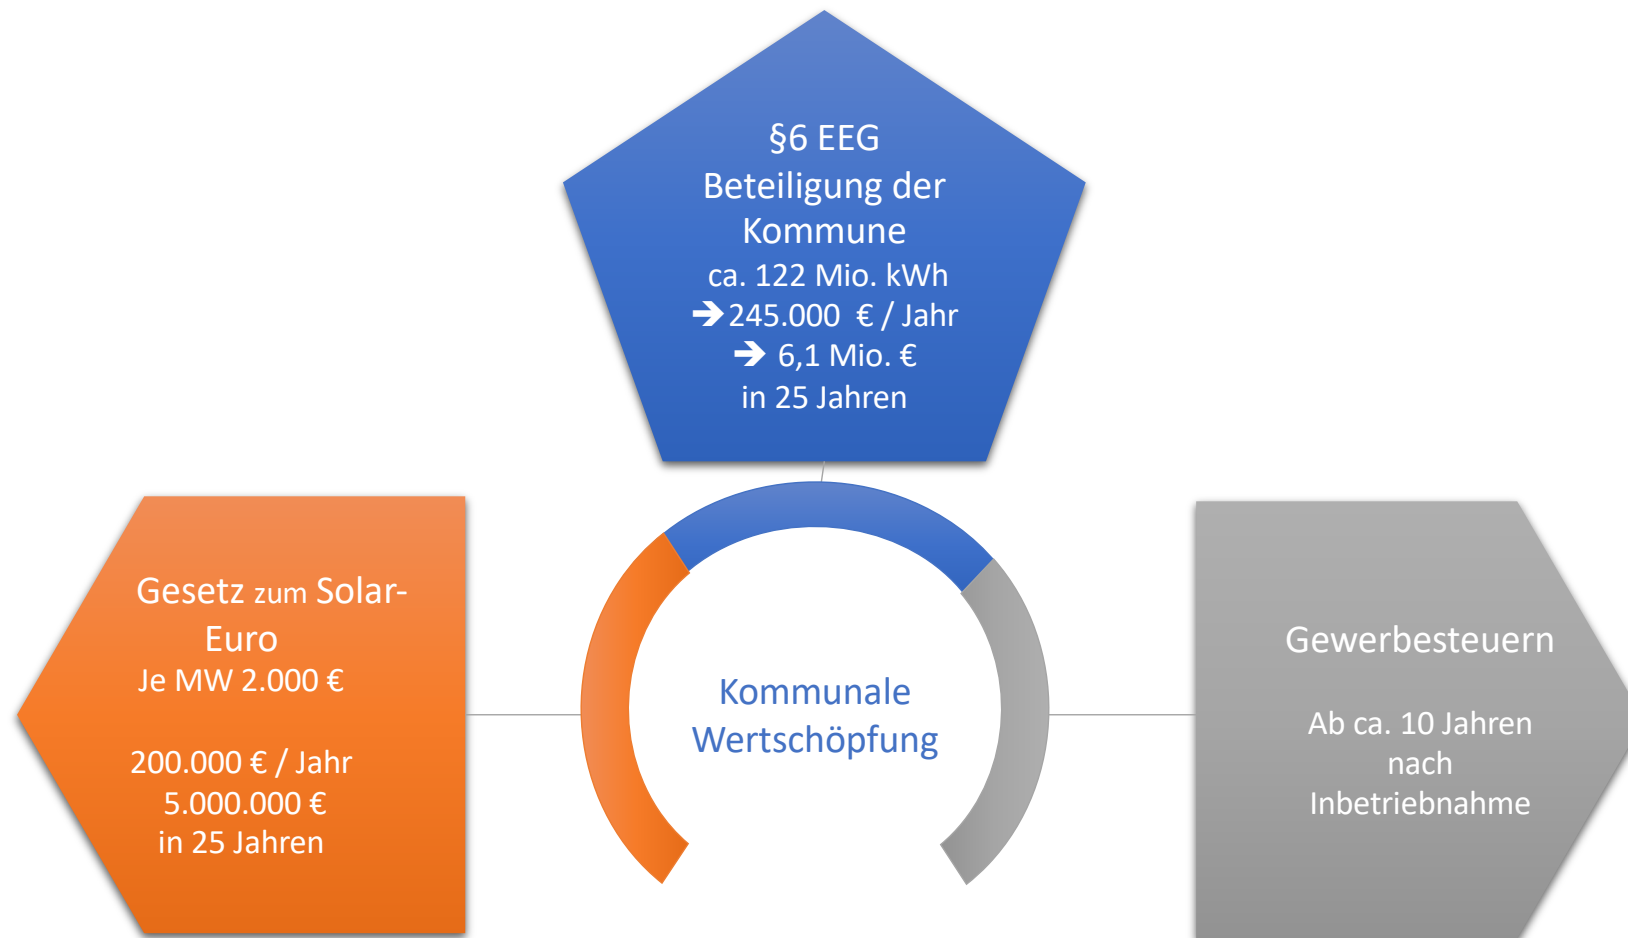 §6 EEG
Beteiligung der
Kommune
ca. 122 Mio. kWh
➔ 245.000 € / Jahr
➔ 6,1 Mio. €
in 25 Jahren
Gesetz zum Solar-
Euro
Je MW 2.000 €
200.000 € / Jahr
5.000.000 €
in 25 Jahren
Kommunale
Wertschöpfung
Gewerbesteuern
Ab ca. 10 Jahren
nach
Inbetriebnahme